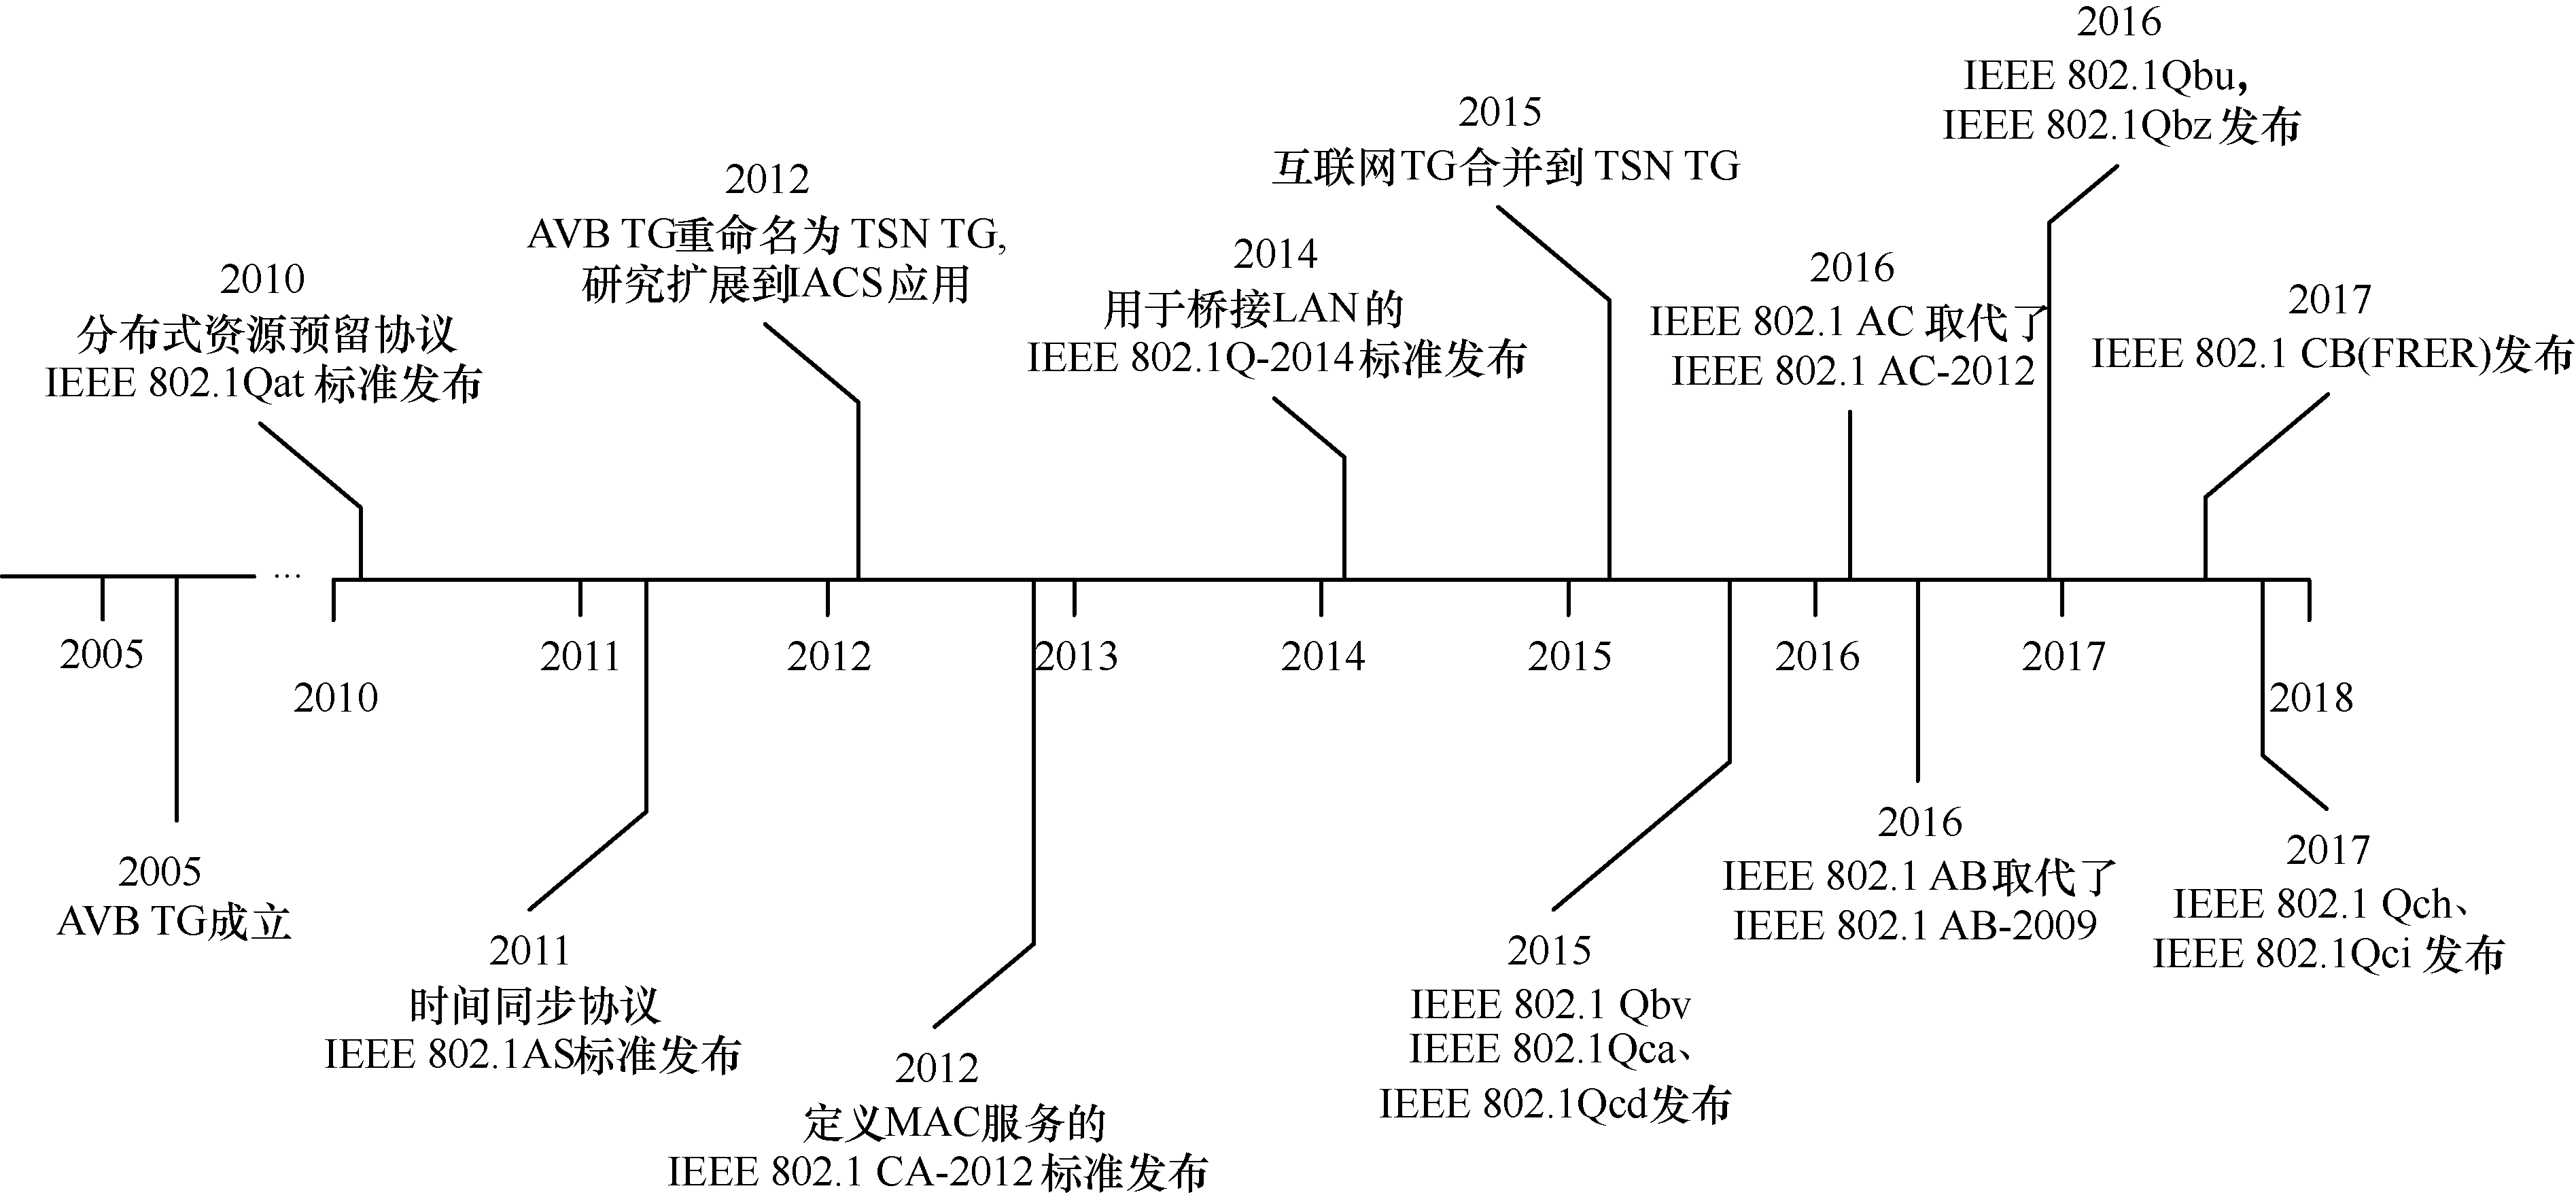 2016
IEEE 802.1Qbu,
IEEE 802.1Qbz 发布
2015
互联网TG合并到 TSN TG
2012
AVB TG重命名为 TSN TG,
研究扩展到IACS 应用
2014
用于桥接LAN的
IEEE 802.1Q-2014标准发布
2016
IEEE 802.1 AC 取代了
IEEE 802.1 AC-2012
2010
分布式资源预留协议
IEEE 802.1Qat 标准发布
2017
IEEE 802.1 CB(FRER)发布
...
2005
2010
2011
2012
2013
2014
2015
2016
2017
2018
2005
AVB TG成立
2011
时间同步协议
IEEE 802.1AS标准发布
2012
定义MAC服务的
IEEE 802.1 CA-2012标准发布
2015
IEEE 802.1 Qbv
IEEE 802.1Qca、
IEEE 802.1Qcd发布
2016
IEEE 802.1 AB取代了
IEEE 802.1 AB-2009
2017
IEEE 802.1 Qch、
IEEE 802.1Qci 发布